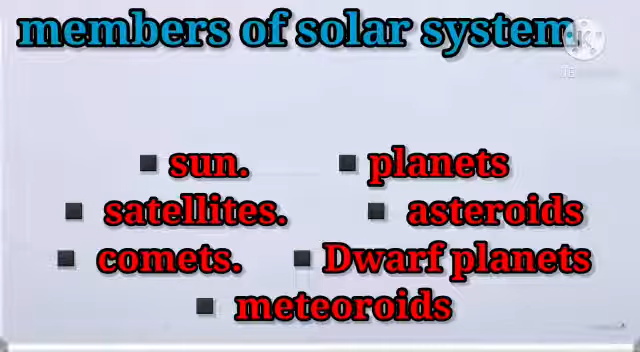 members of solar system.
▪ sun. ▪ planets
▪ satellites. ▪ asteroids
▪ comets. ▪ Dwarf planets
▪ meteoroids